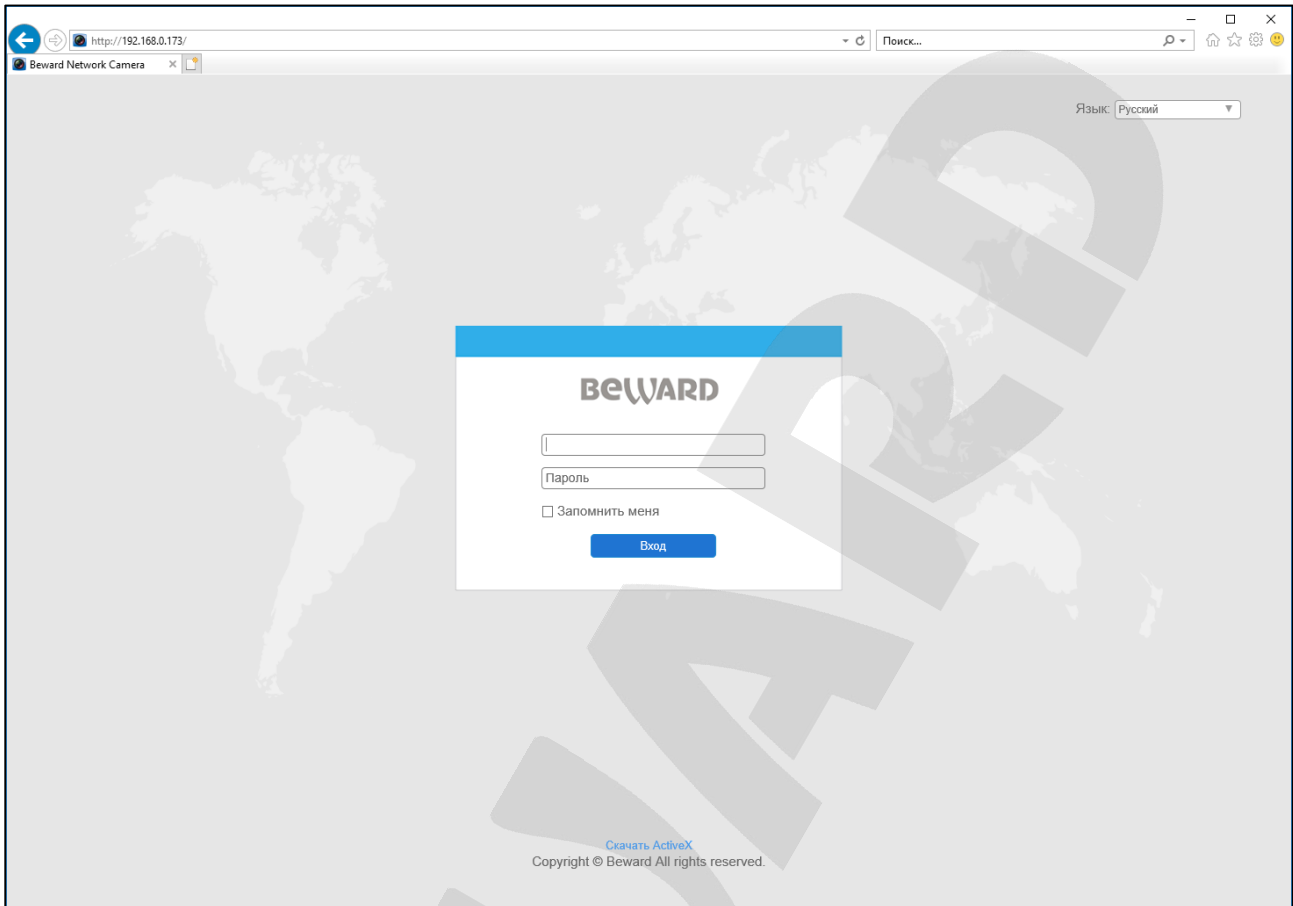 http://192.168.0.173/
Поиск...
Beward Network Camera
Язык: Русский
BEWARD
Пароль
Запомнить меня
Вход
Скачать ActiveX
Copyright © Beward All rights reserved.
WARD